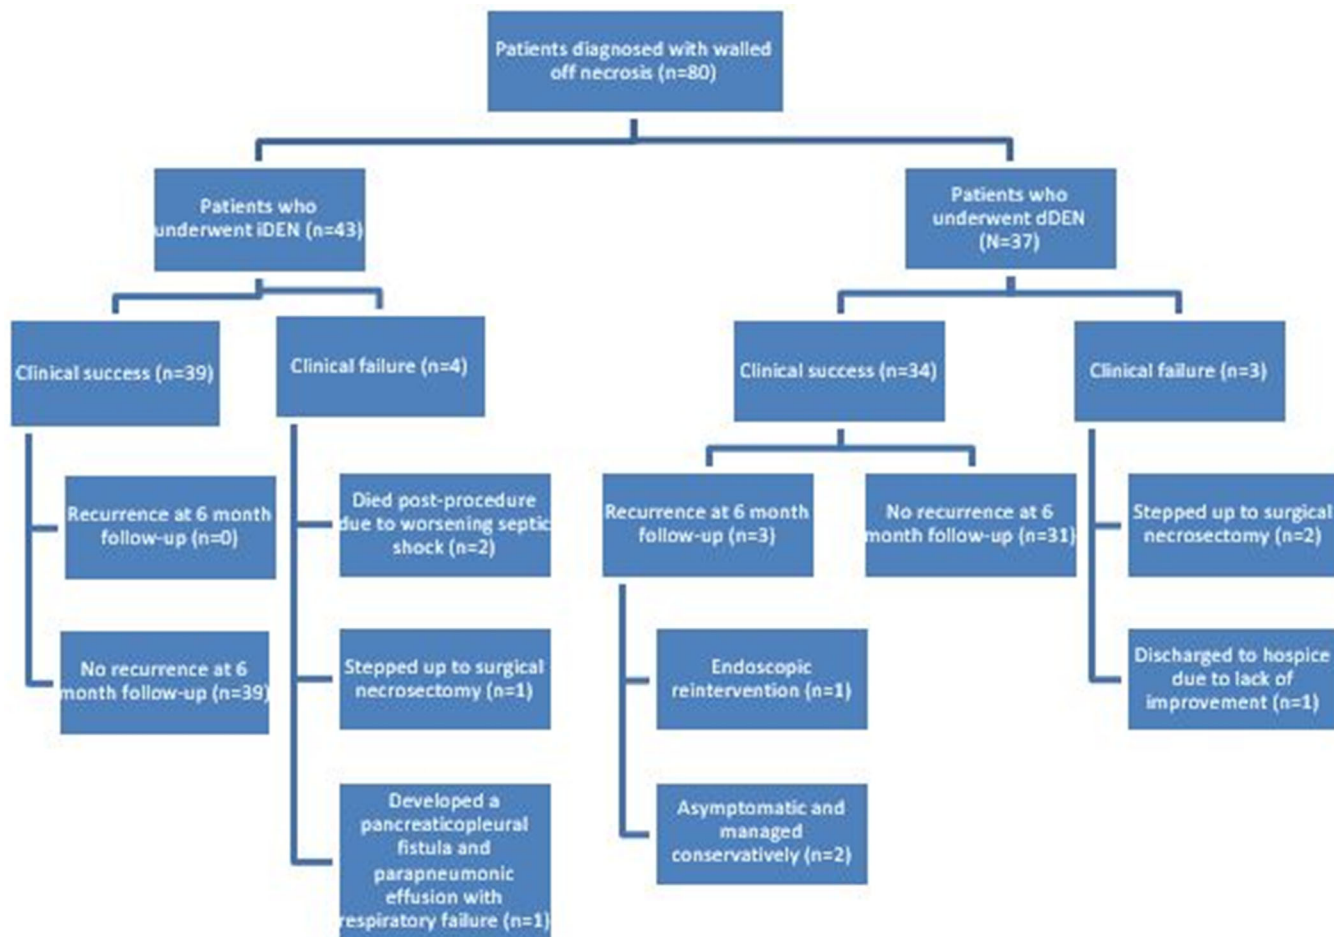 Patients diagnosed with walled
off necrosis (n=80)
Patients who
underwent iDEN (n=43)
Patients who
underwent dDEN
(N=37)
Clinical success (n=39)
Clinical failure (n=4)
Clinical success (n=34)
Clinical failure (n=3)
Recurrence at 6 month
follow-up (n=0)
Died post-procedure
due to worsening septic
shock (n=2)
Recurrence at 6 month
follow-up (n=3)
No recurrence at 6
month follow-up (n=31)
Stepped up to surgical
necrosectomy (n=2)
No recurrence at 6
month follow-up (n=39)
Stepped up to surgical
necrosectomy (n=1)
Endoscopic
reintervention (n=1)
Discharged to hospice
due to lack of
improvement (n=1)
Developed a
pancreaticopleural
fistula and
parapneumonic
effusion with
respiratory failure (n=1)
Asymptomatic and
managed
conservatively (n=2)